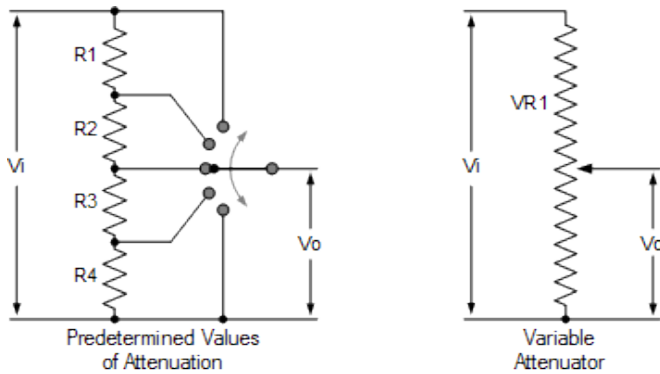 R1
R2
Vi
R3
R4
Vo
Predetermined Values
of Attenuation
VR1
Vi
Vo
Variable
Attenuator